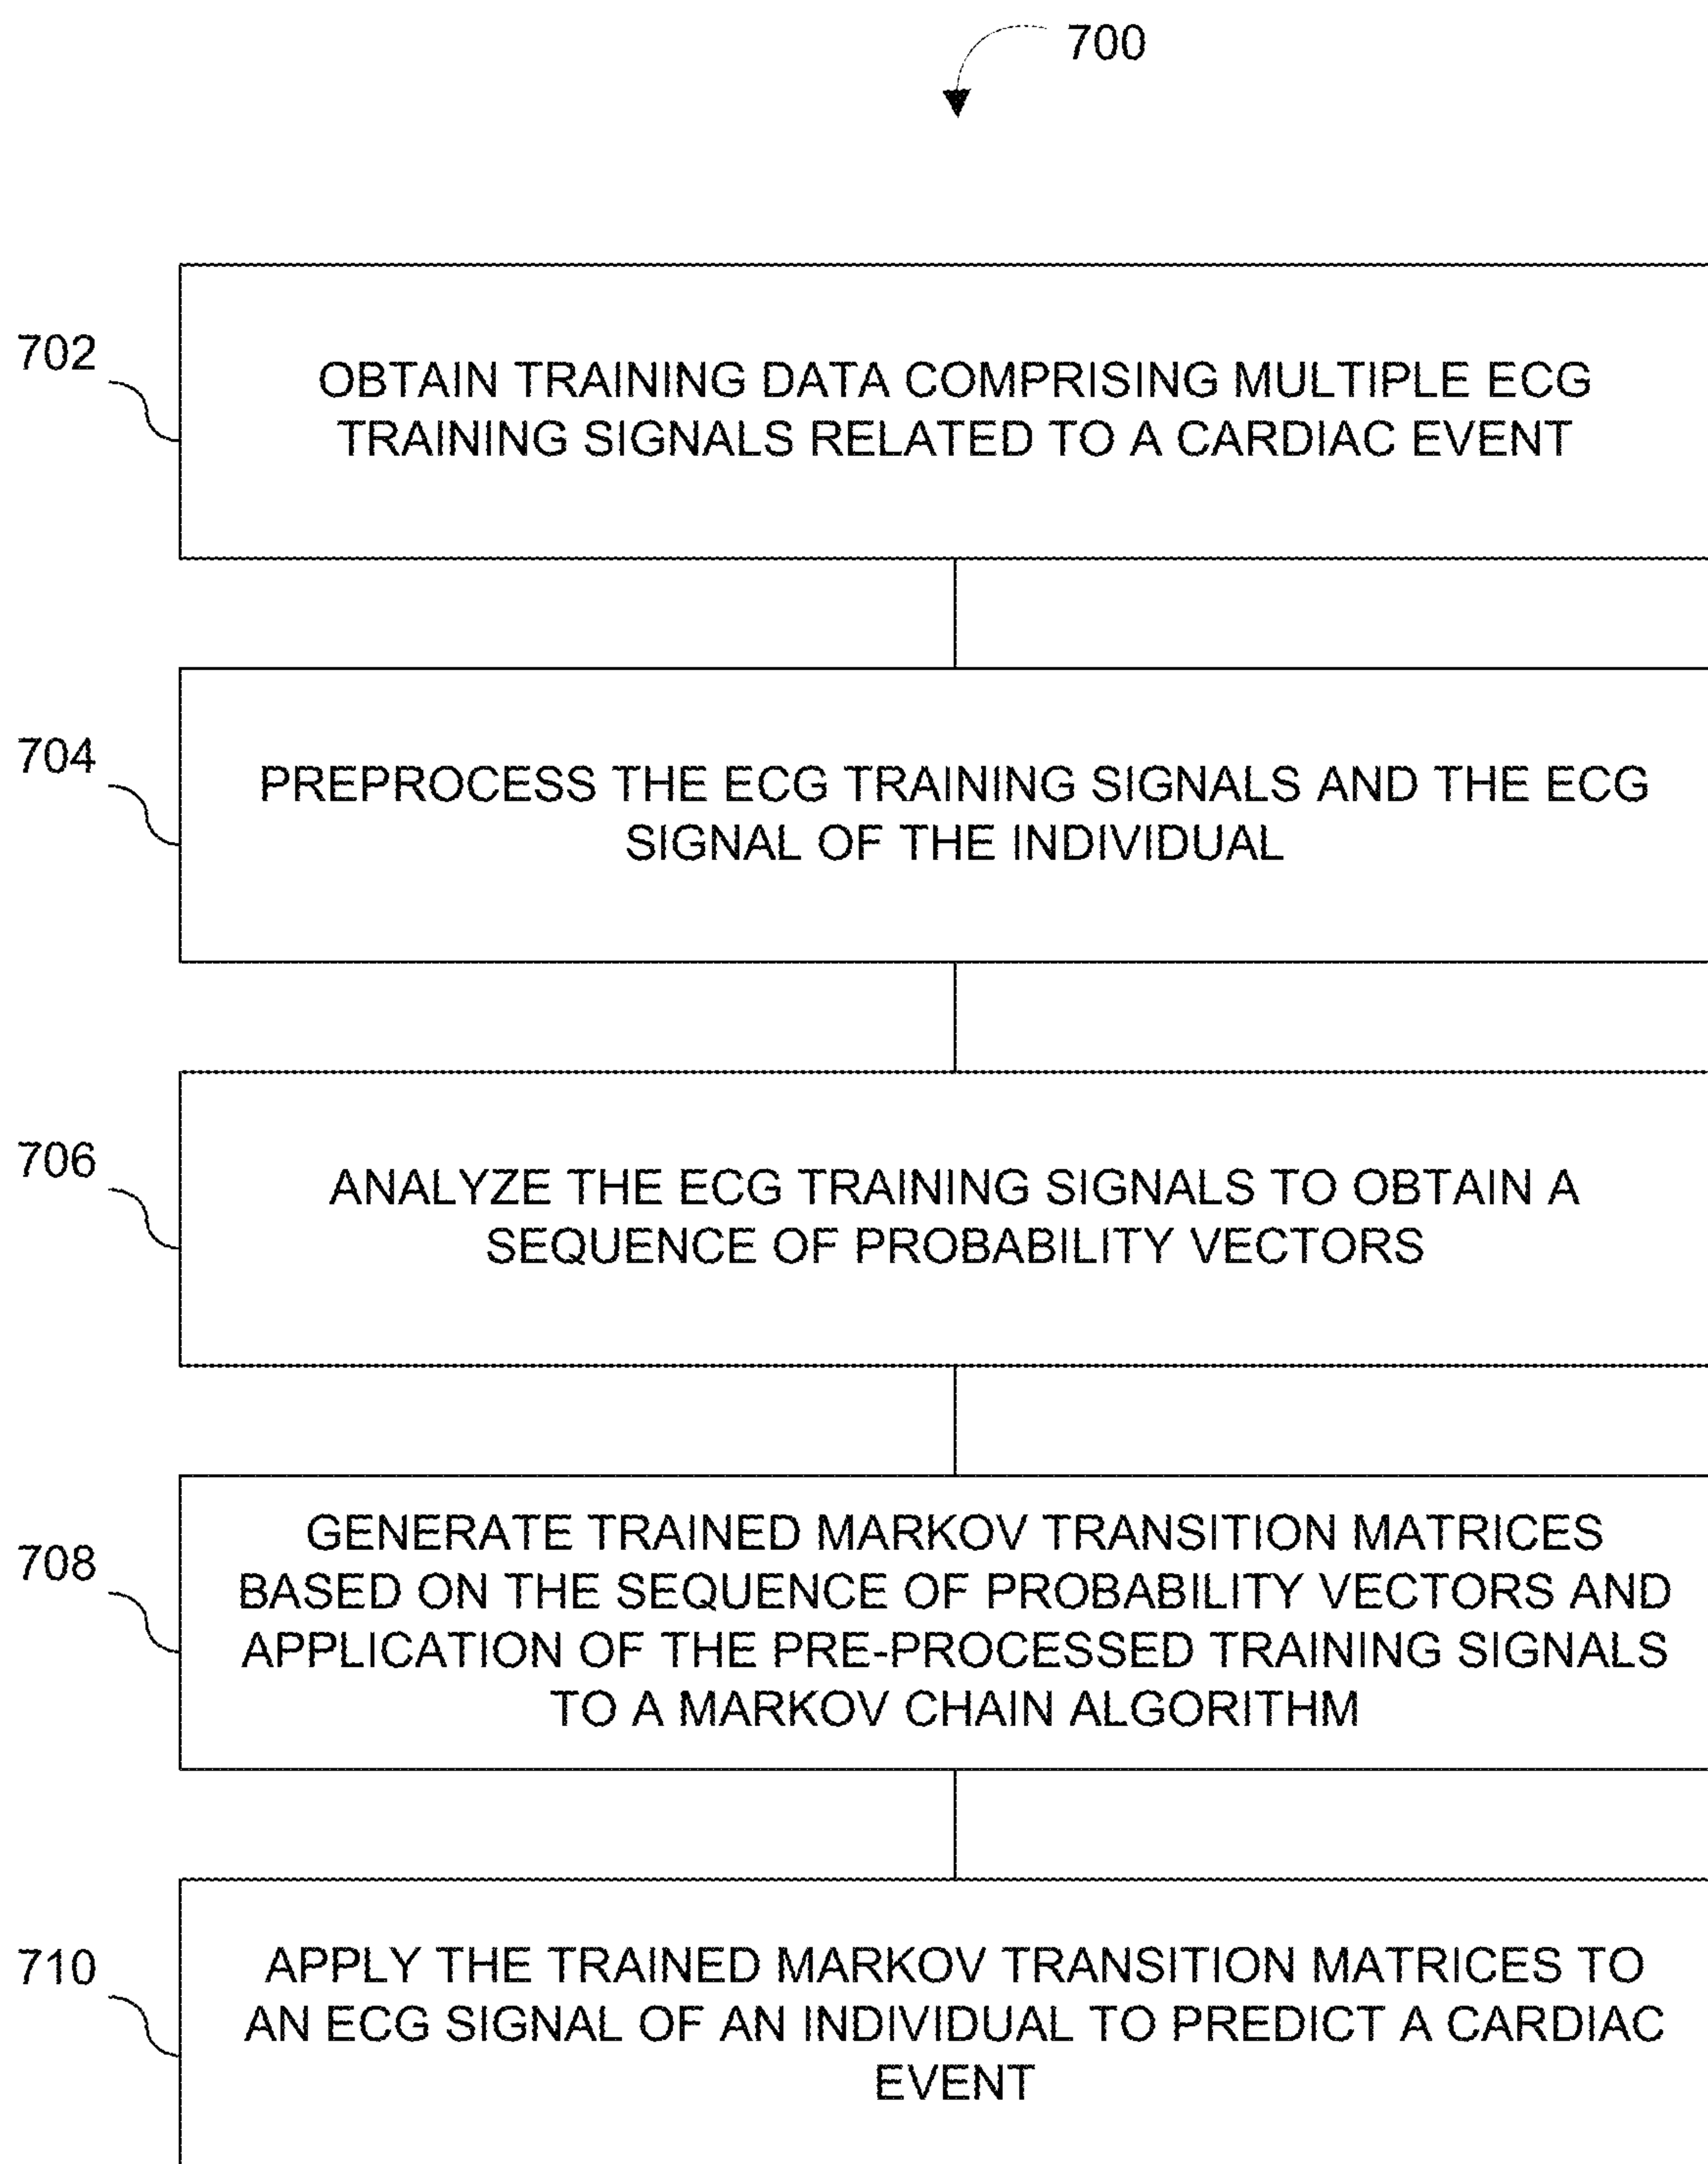 700
702
OBTAIN TRAINING DATA COMPRISING MULTIPLE ECG
TRAINING SIGNALS RELATED TO A CARDIAC EVENT
704
PREPROCESS THE ECG TRAINING SIGNALS AND THE ECG
SIGNAL OF THE INDIVIDUAL
706
ANALYZE THE ECG TRAINING SIGNALS TO OBTAIN A
SEQUENCE OF PROBABILITY VECTORS
708
GENERATE TRAINED MARKOV TRANSITION MATRICES
BASED ON THE SEQUENCE OF PROBABILITY VECTORS AND
APPLICATION OF THE PRE-PROCESSED TRAINING SIGNALS
TO A MARKOV CHAIN ALGORITHM
710
APPLY THE TRAINED MARKOV TRANSITION MATRICES TO
AN ECG SIGNAL OF AN INDIVIDUAL TO PREDICT A CARDIAC
EVENT